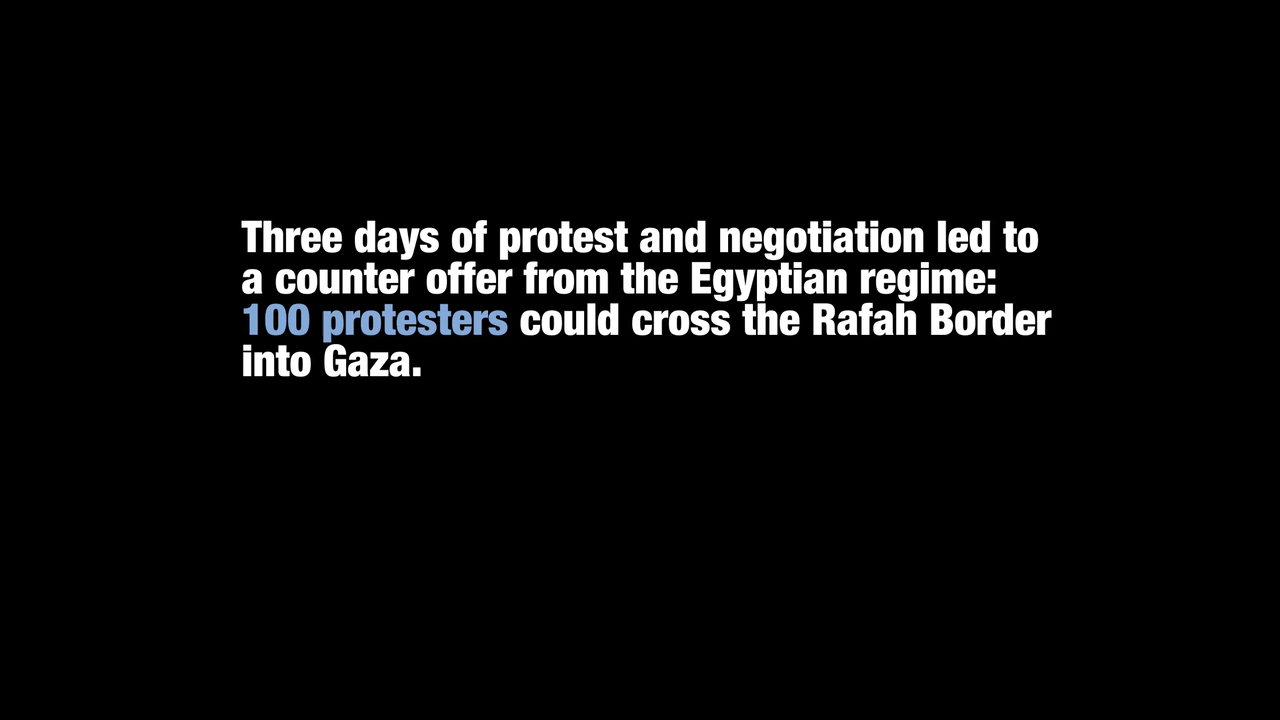 Three days of protest and negotiation led to
a counter offer from the Egyptian regime:
100 protesters could cross the Rafah Border
into Gaza.